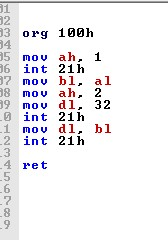 org 100h
mov ah, 1
int 21h
mov bl, al
mov ah, 2
mov dl, 32
int 21h
mov dl, bl
int 21h
ret